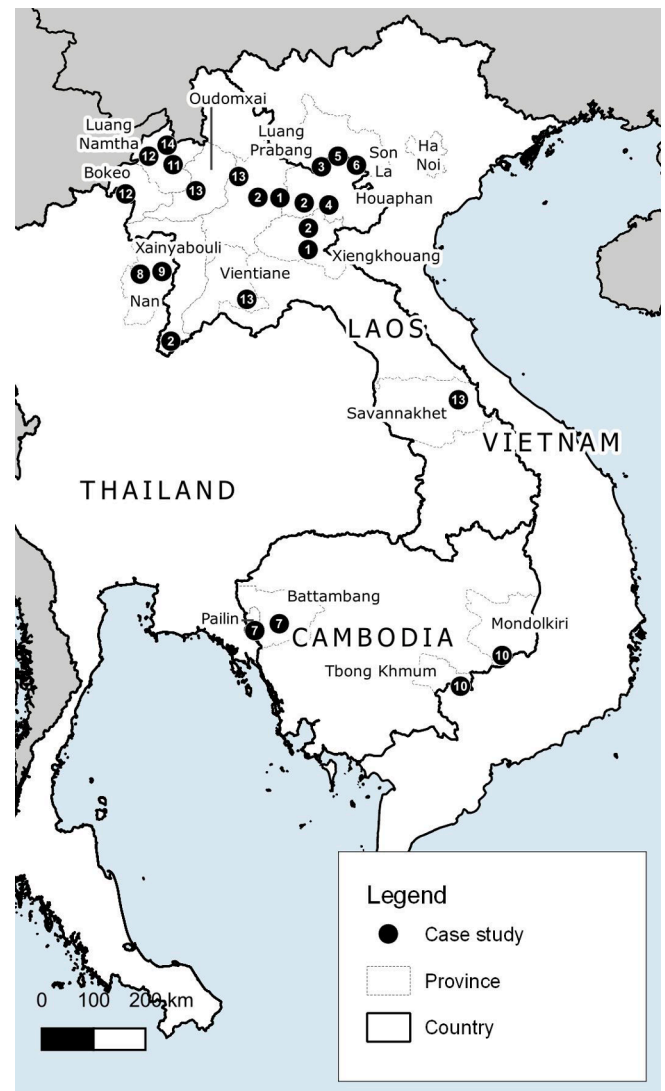 Oudomxai
Luang
Namtha
Luang
Prabang
Son
La
Ha
Noi
14
12
11
Bokeo
12
13
13
3
5
6
2
1
2
4
Houaphan
2
1
Xiengkhouang
Xainyabouli
8
9
Nan
Vientiane
13
2
LAOS
Savannakhet
13
VIETNAM
THAILAND
Battambang
Pailin
7
7
CAMBODIA
Mondolkiri
10
Tbong Khmum
10
Legend
Case study
Province
Country
0 100 200 km